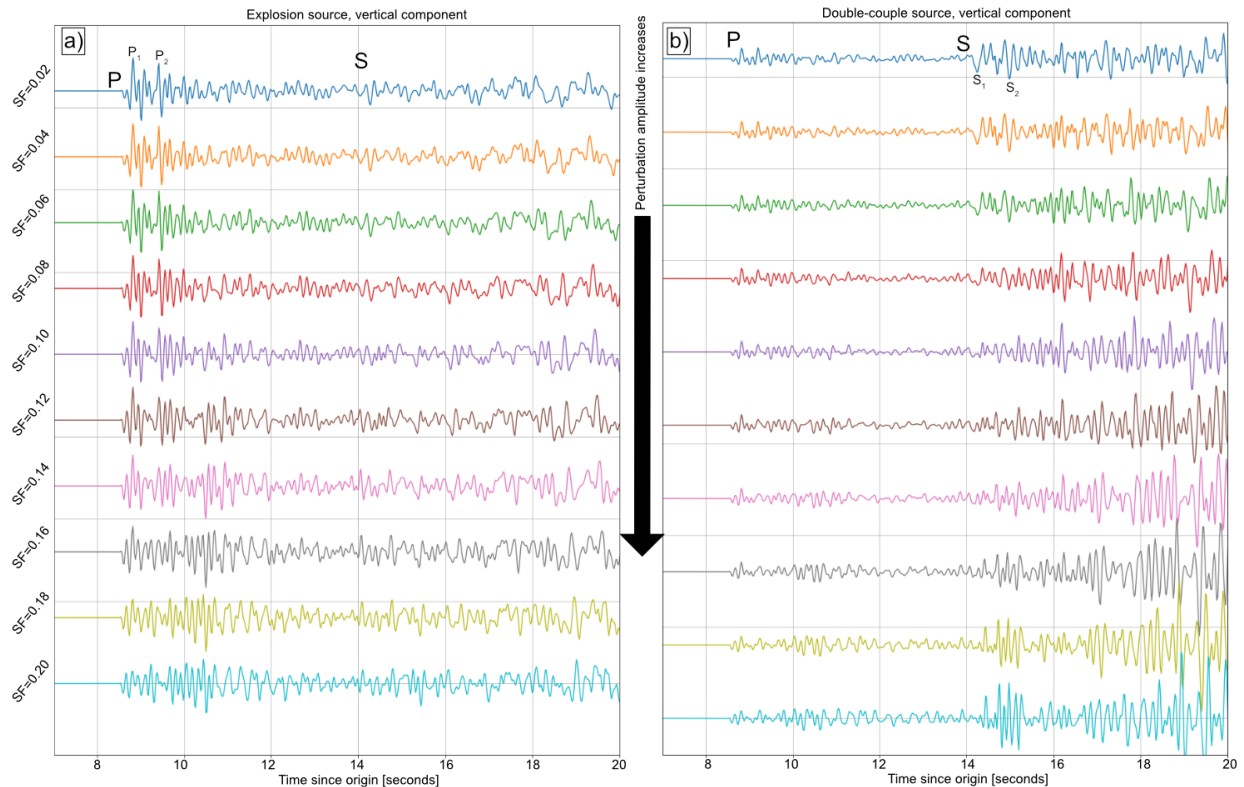 Explosion source, vertical component
a)
P
P1
P2
S
SF=0.02
SF=0.04
SF=0.06
SF=0.08
SF=0.10
SF=0.12
SF=0.14
SF=0.16
SF=0.18
SF=0.20
8 10 12 14 16 18 20
Time since origin [seconds]
Perturbation amplitude increases
Double-couple source, vertical component
b)
P
S
S1
S2
8 10 12 14 16 18 20
Time since origin [seconds]